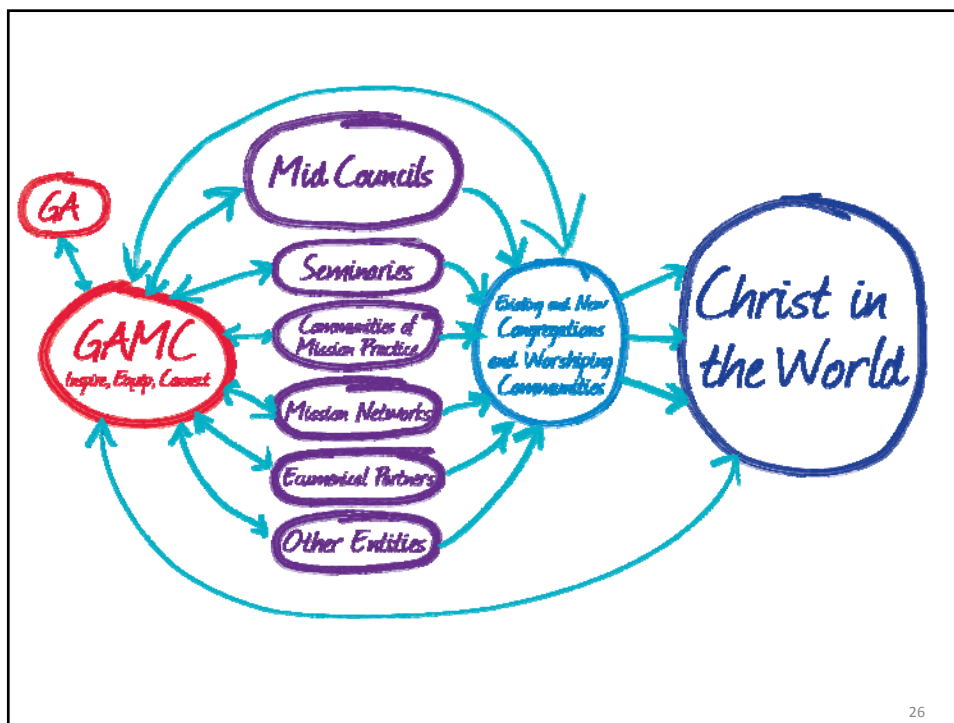 GA
GAMC
Inspire, Equip, Connect
Mid Councils
Seminaries
Communities of
Mission Practice
Mission Networks
Ecumenical Partners
Other Entities
Existing and New
Congregations
and Worshiping
Communities
Christ in
the World
26